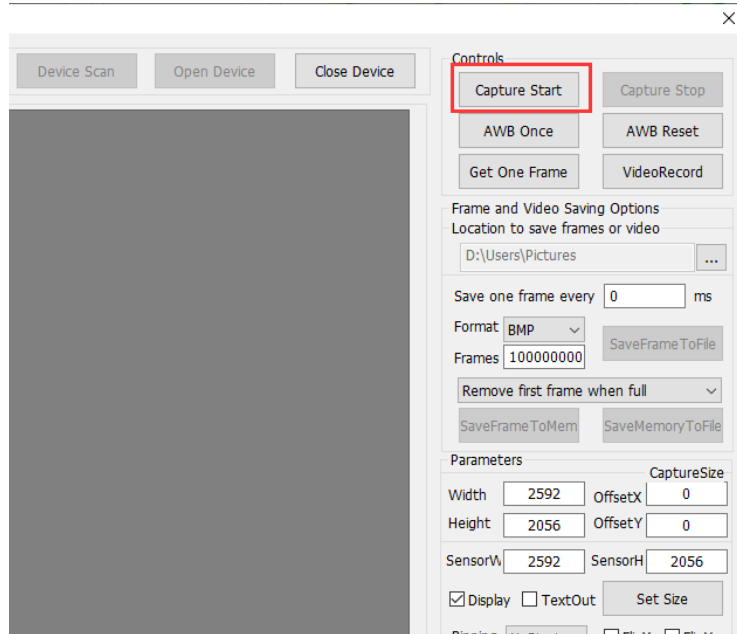 Device Scan Open Device Close Device
Controls
Capture Start Capture Stop
AWB Once AWB Reset
Get One Frame VideoRecord
Frame and Video Saving Options
Location to save frames or video
D:\Users\Pictures ...
Save one frame every 0 ms
Format BMP
SaveFrameToFile
Frames 100000000
Remove first frame when full
SaveFrameToMem SaveMemoryToFile
Parameters
CaptureSize
Width 2592 OffsetX 0
Height 2056 OffsetY 0
SensorW 2592 SensorH 2056
Display TextOut Set Size